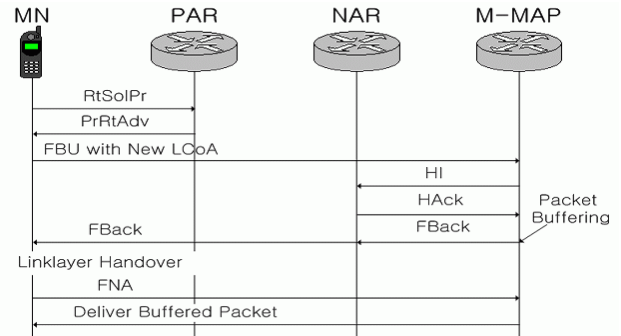 MN PAR NAR M-MAP
RtSolPr
PrRtAdv
FBU with New LCoA
HI
HAck
Packet
Buffering
FBack
FBack
Linklayer Handover
FNA
Deliver Buffered Packet